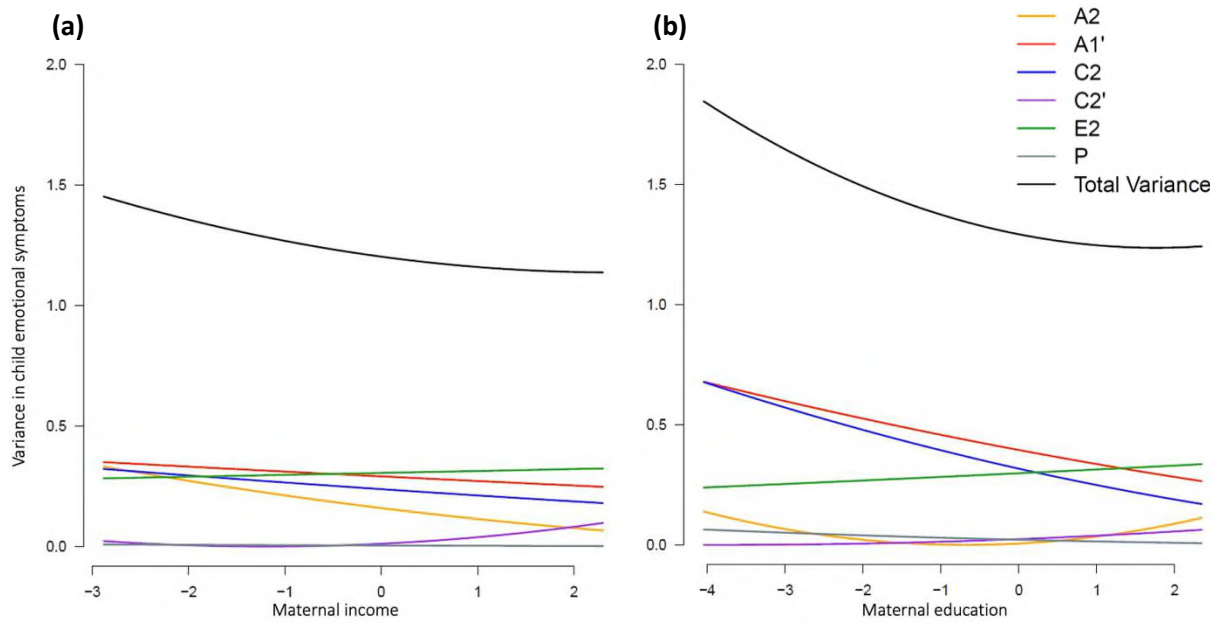 (a)
(b)
A2
A1'
C2
C2'
E2
P
Total Variance
Variance in child emotional symptoms
2.0
1.5
1.0
0.5
0.0
−3 −2 −1 0 1 2
Maternal income
2.0
1.5
1.0
0.5
0.0
−4 −3 −2 −1 0 1 2
Maternal education